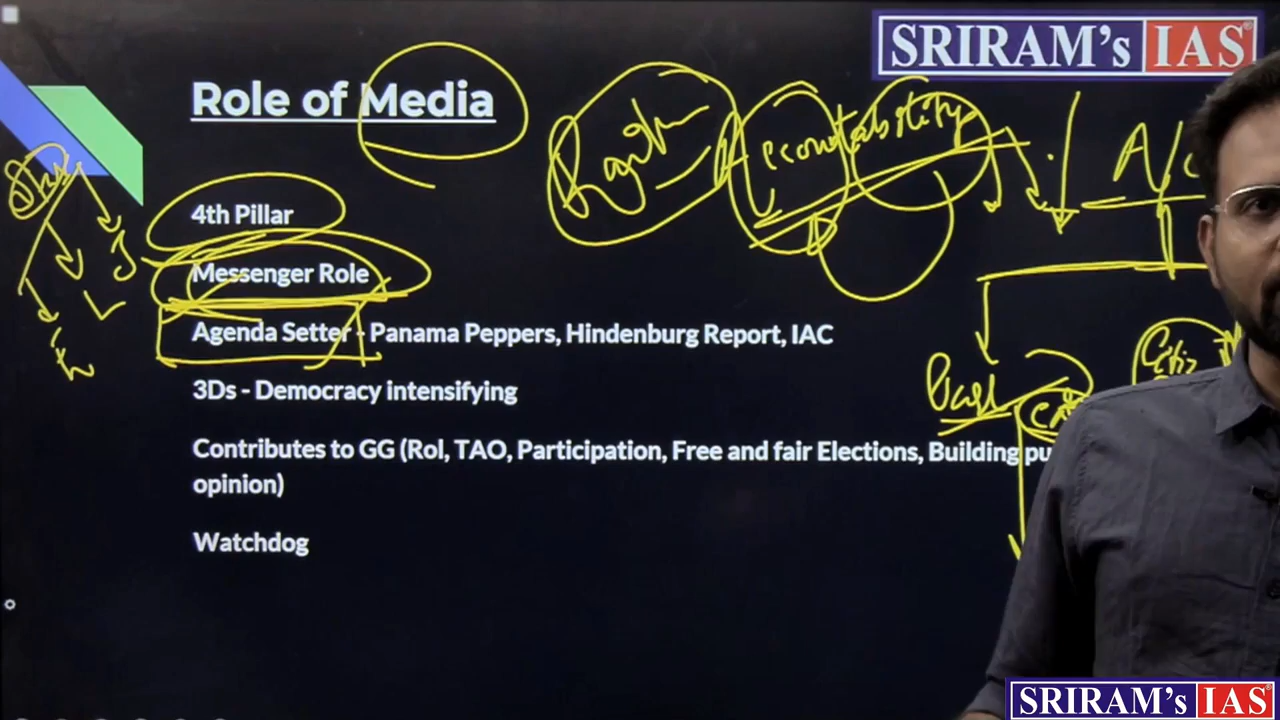 SRIRAM's IAS®
Role of Media
Accountability
A/c
4th Pillar
J
Messenger Role
L
Agenda Setter - Panama Peppers, Hindenburg Report, IAC
3Ds - Democracy intensifying
Contributes to GG (RoI, TAO, Participation, Free and fair Elections, Building pu
opinion)
Watchdog
SRIRAM's IAS®